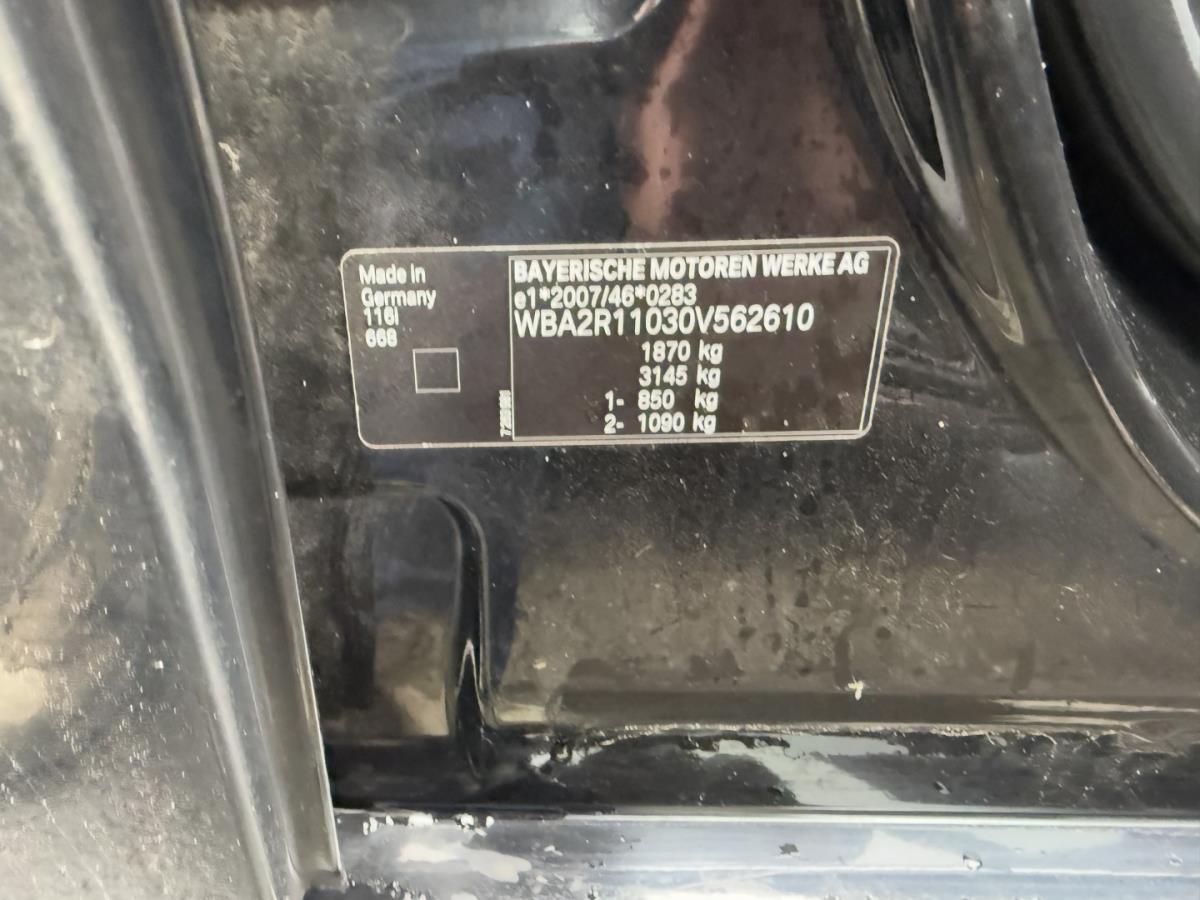 Made in
Germany
116i
668
BAYERISCHE MOTOREN WERKE AG
e1*2007/46*0283
WBA2R11030V562610
1870 kg
3145 kg
1- 850 kg
2- 1090 kg